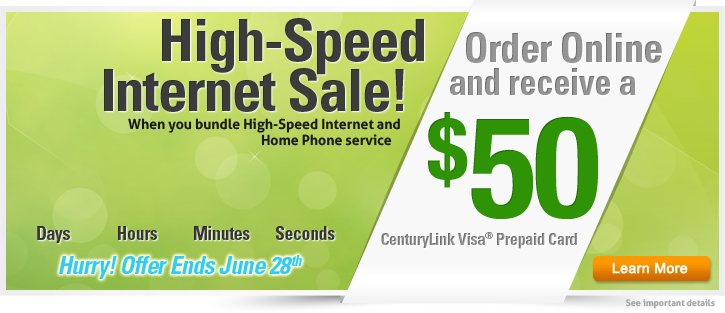 High-Speed
Internet Sale!
When you bundle High-Speed Internet and
Home Phone service
Days Hours Minutes Seconds
Hurry! Offer Ends June 28th
Order Online
and receive a
$50
CenturyLink Visa® Prepaid Card
Learn More
See important details